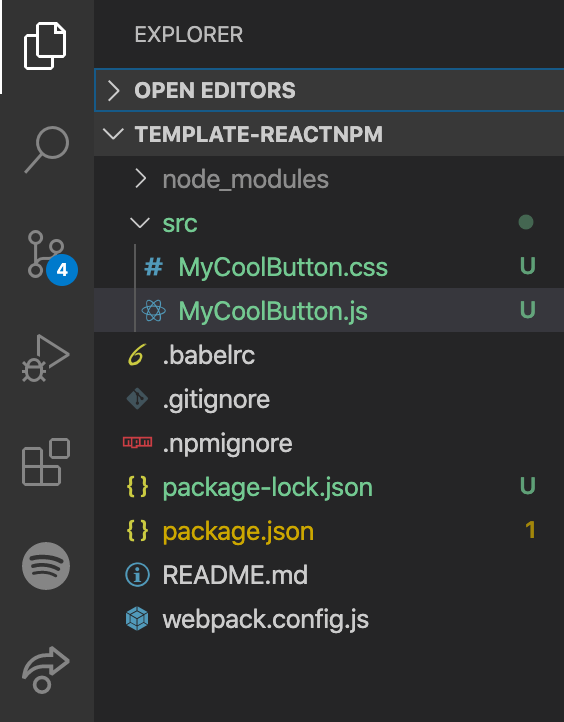 EXPLORER
OPEN EDITORS
TEMPLATE-REACTNPM
node_modules
src
# MyCoolButton.css U
4
MyCoolButton.js U
.babelrc
.gitignore
.npmignore
{} package-lock.json U
{} package.json 1
README.md
webpack.config.js